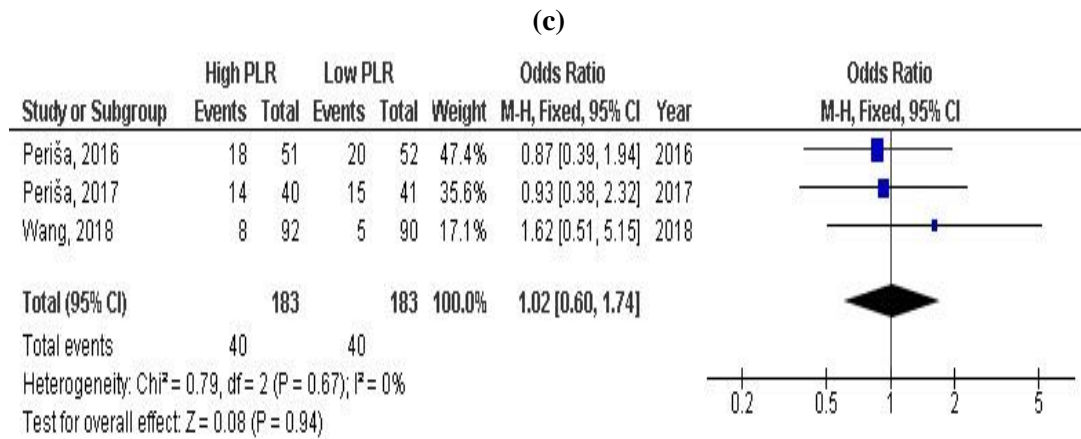 (c)
High PLR Low PLR Odds Ratio Odds Ratio
Study or Subgroup Events Total Events Total Weight M-H, Fixed, 95% CI Year M-H, Fixed, 95% CI
Periša, 2016 18 51 20 52 47.4% 0.87 [0.39, 1.94] 2016
Periša, 2017 14 40 15 41 35.6% 0.93 [0.38, 2.32] 2017
Wang, 2018 8 92 5 90 17.1% 1.62 [0.51, 5.15] 2018
Total (95% CI) 183 183 100.0% 1.02 [0.60, 1.74]
Total events 40 40
Heterogeneity: Chi² = 0.79, df = 2 (P = 0.67); I² = 0%
Test for overall effect: Z = 0.08 (P = 0.94)
0.2 0.5 1 2 5